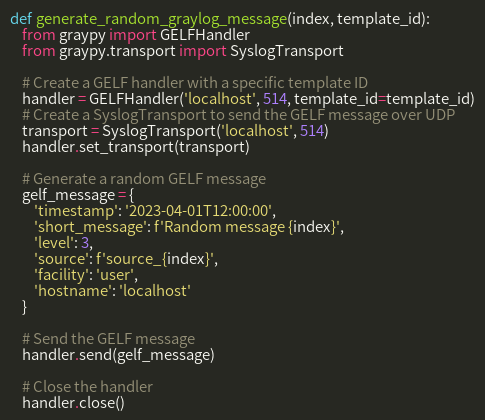 def generate_random_graylog_message(index, template_id):
    from graypy import GELFHandler
    from graypy.transport import SyslogTransport

    # Create a GELF handler with a specific template ID
    handler = GELFHandler('localhost', 514, template_id=template_id)
    # Create a SyslogTransport to send the GELF message over UDP
    transport = SyslogTransport('localhost', 514)
    handler.set_transport(transport)

    # Generate a random GELF message
    gelf_message = {
        'timestamp': '2023-04-01T12:00:00',
        'short_message': f'Random message {index}',
        'level': 3,
        'source': f'source_{index}',
        'facility': 'user',
        'hostname': 'localhost'
    }

    # Send the GELF message
    handler.send(gelf_message)

    # Close the handler
    handler.close()